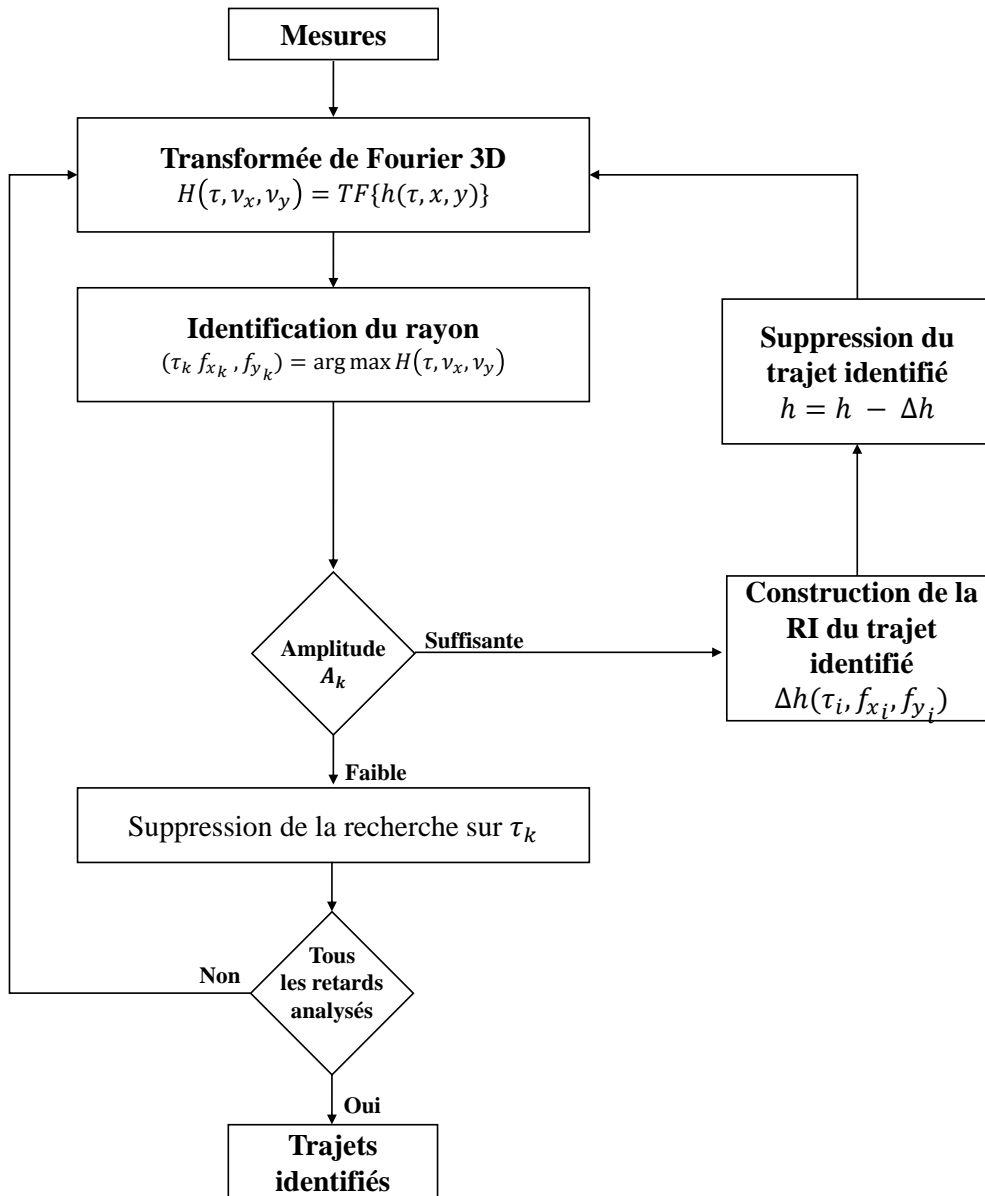 Mesures
Transformée de Fourier 3D
H(τ, ν_x, ν_y) = TF{h(τ, x, y)}
Identification du rayon
(τ_k f_{x_k} , f_{y_k}) = arg max H(τ, ν_x, ν_y)
Amplitude
A_k
Suffisante
Construction de la
RI du trajet
identifié
Δh(τ_i, f_{x_i}, f_{y_i})
Suppression du
trajet identifié
h = h − Δh
Faible
Suppression de la recherche sur τ_k
Tous
les retards
analysés
Non
Oui
Trajets
identifiés